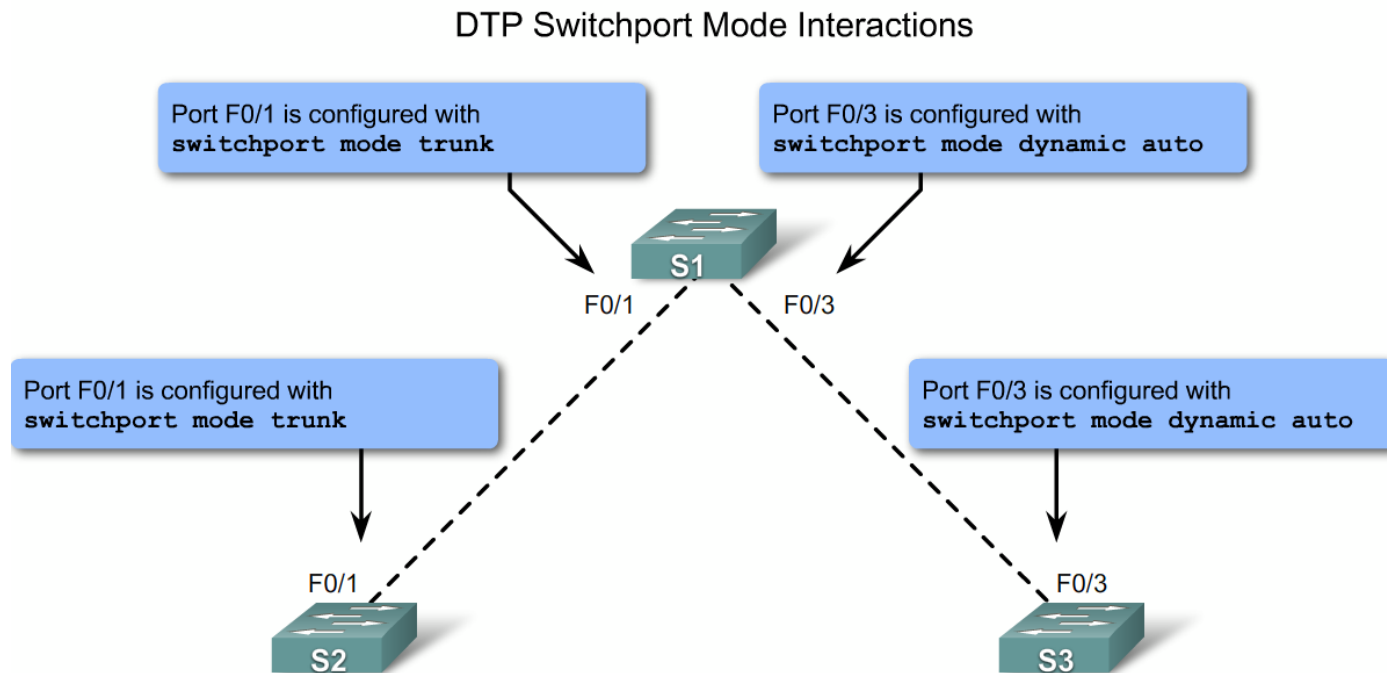 DTP Switchport Mode Interactions
Port F0/1 is configured with
switchport mode trunk
Port F0/3 is configured with
switchport mode dynamic auto
S1
F0/1
F0/3
Port F0/1 is configured with
switchport mode trunk
Port F0/3 is configured with
switchport mode dynamic auto
F0/1
F0/3
S2
S3